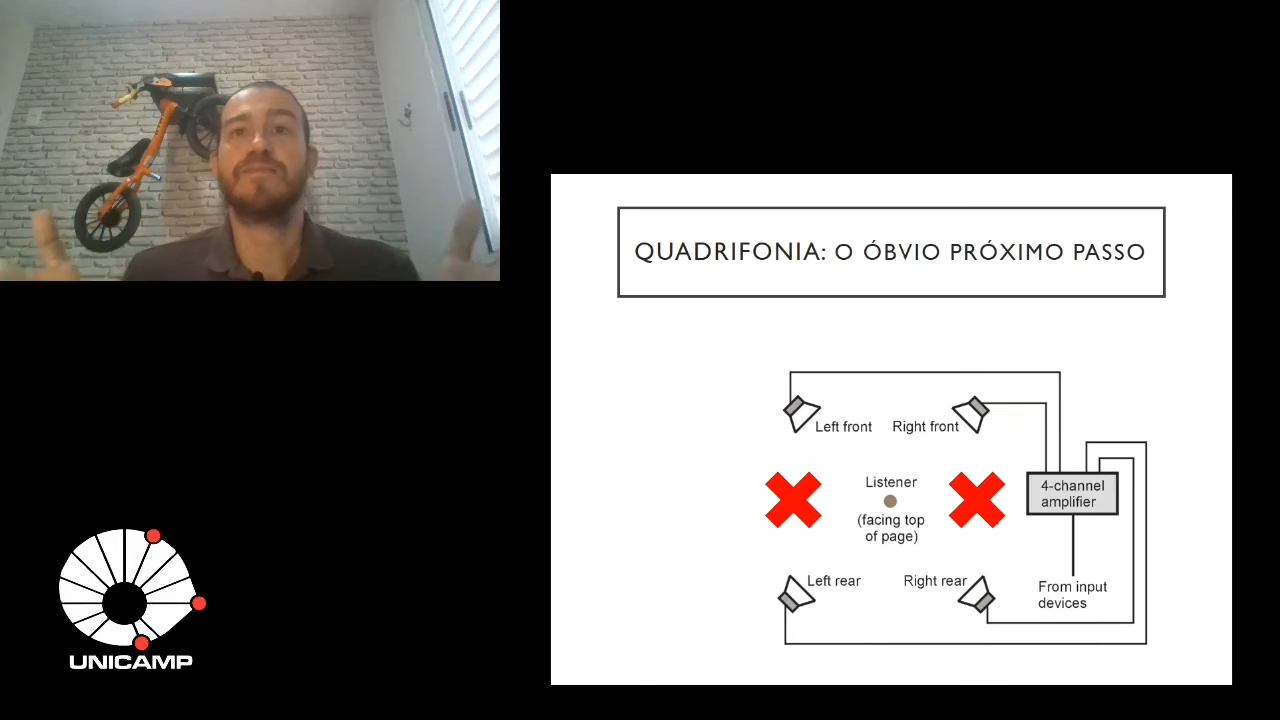 QUADRIFONIA: O ÓBVIO PRÓXIMO PASSO
Left front
Right front
Listener
(facing top
of page)
4-channel
amplifier
Left rear
Right rear
From input
devices
UNICAMP